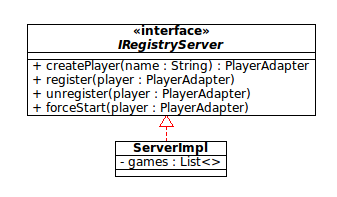 «interface»
IRegistryServer
+ createPlayer(name : String) : PlayerAdapter
+ register(player : PlayerAdapter)
+ unregister(player : PlayerAdapter)
+ forceStart(player : PlayerAdapter)
ServerImpl
- games : List<>